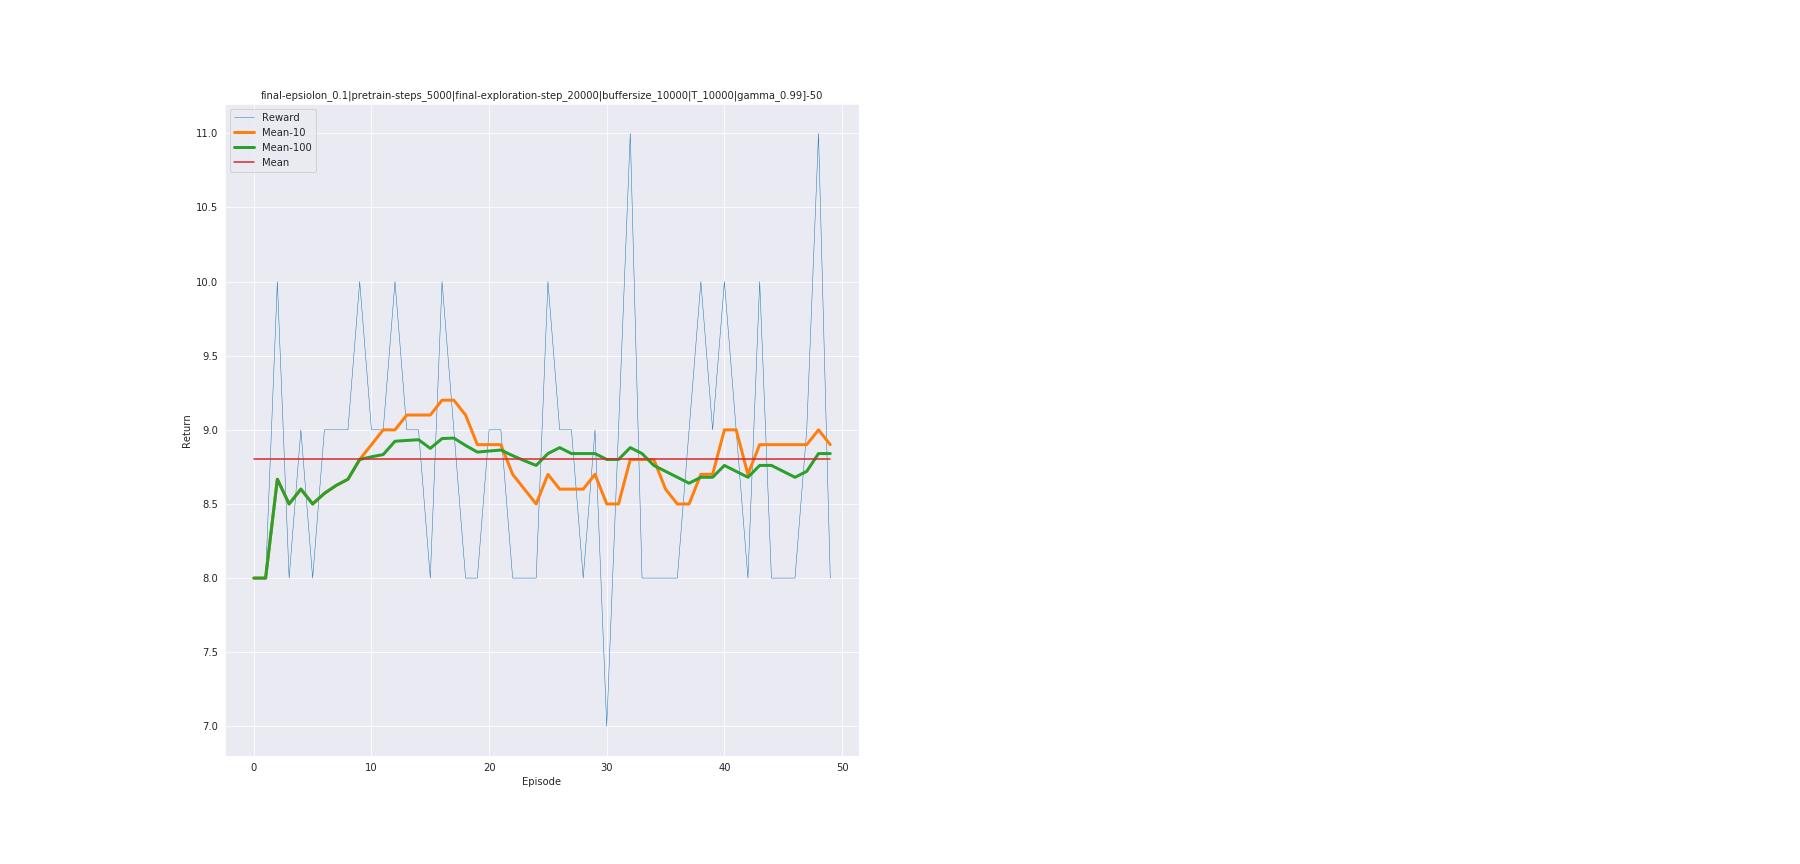 final-epsiolon_0.1|pretrain-steps_5000|final-exploration-step_20000|buffersize_10000|T_10000|gamma_0.99]-50
Reward
Mean-10
Mean-100
Mean
11.0
10.5
10.0
9.5
9.0
8.5
8.0
7.5
7.0
Return
0 10 20 30 40 50
Episode